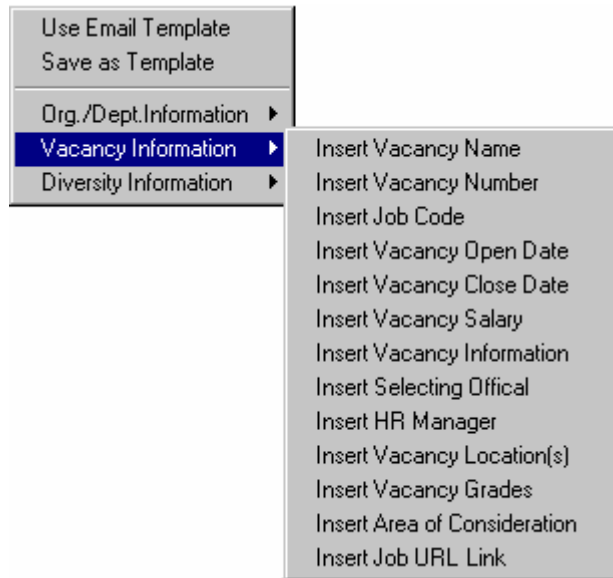 Use Email Template
Save as Template
Org./Dept.Information
Vacancy Information
Diversity Information
Insert Vacancy Name
Insert Vacancy Number
Insert Job Code
Insert Vacancy Open Date
Insert Vacancy Close Date
Insert Vacancy Salary
Insert Vacancy Information
Insert Selecting Offical
Insert HR Manager
Insert Vacancy Location(s)
Insert Vacancy Grades
Insert Area of Consideration
Insert Job URL Link